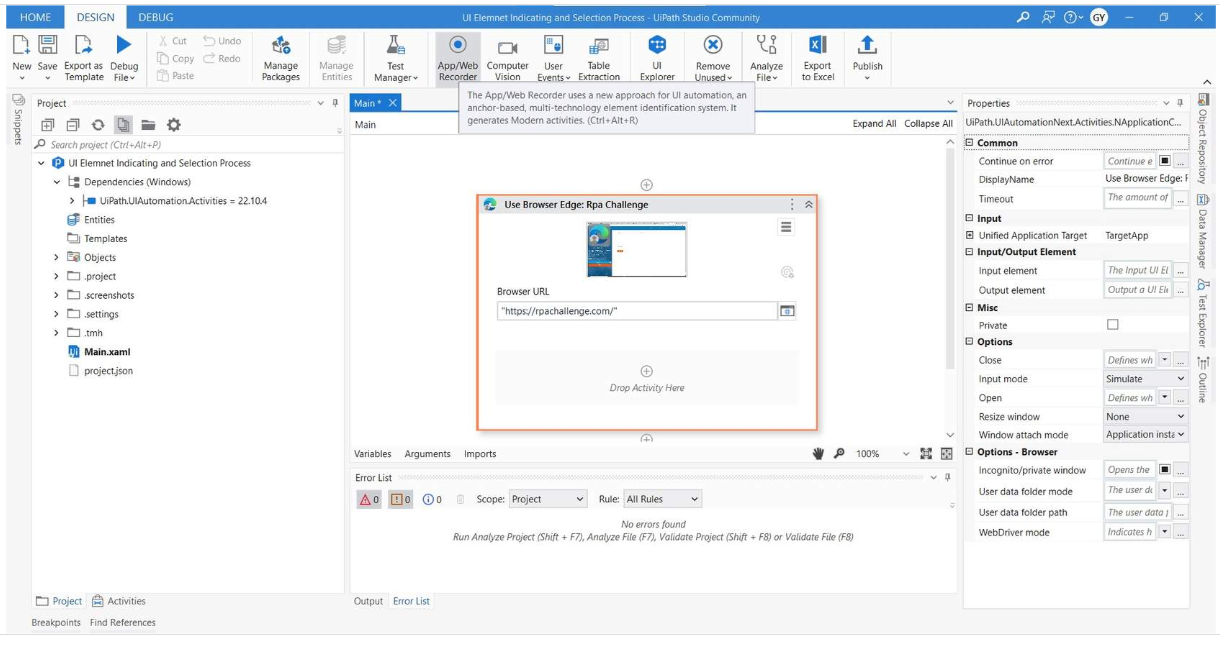 HOME DESIGN DEBUG
UI Elemnet Indicating and Selection Process - UiPath Studio Community
GY
New Save Export as Template Debug File
Cut Copy Paste
Undo Redo
Manage Packages
Manage Entities
Test Manager
App/Web Recorder
Computer Vision
User Events
Table Extraction
UI Explorer
Remove Unused
Analyze File
Export to Excel
Publish
The App/Web Recorder uses a new approach for UI automation, an
anchor-based, multi-technology element identification system. It
generates Modern activities. (Ctrl+Alt+R)
Snippets
Project
Search project (Ctrl+Alt+P)
UI Elemnet Indicating and Selection Process
Dependencies (Windows)
UiPath.UIAutomation.Activities = 22.10.4
Entities
Templates
Objects
.project
.screenshots
.settings
.tmh
Main.xaml
project.json
Project Activities
Breakpoints Find References
Main *
Main
Expand All Collapse All
Use Browser Edge: Rpa Challenge
Browser URL
"https://rpachallenge.com/"
Drop Activity Here
Variables Arguments Imports
100%
Error List
0 0 0 Scope: Project Rule: All Rules
No errors found
Run Analyze Project (Shift + F7), Analyze File (F7), Validate Project (Shift + F8) or Validate File (F8)
Output Error List
Properties
UiPath.UIAutomationNext.Activities.NApplicationC...
Common
Continue on error Continue e ...
DisplayName Use Browser Edge: F
Timeout The amount of ...
Input
Unified Application Target TargetApp
Input/Output Element
Input element The Input UI El ...
Output element Output a UI Ele ...
Misc
Private
Options
Close Defines wh ...
Input mode Simulate
Open Defines wh ...
Resize window None
Window attach mode Application insta
Options - Browser
Incognito/private window Opens the ...
User data folder mode The user da ...
User data folder path The user data p ...
WebDriver mode Indicates h ...
Object Repository
Data Manager
Test Explorer
Outline